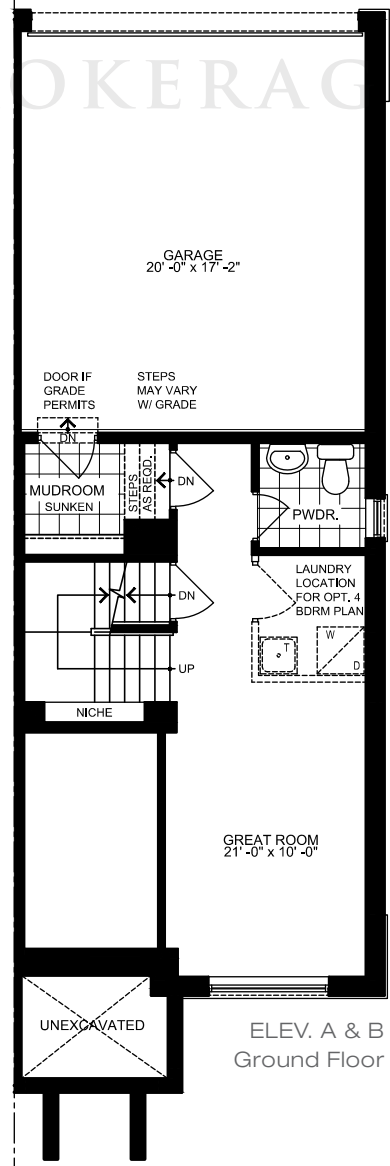 OKERAG
GARAGE
20' -0" x 17' -2"
DOOR IF
GRADE
PERMITS
STEPS
MAY VARY
W/ GRADE
DN
MUDROOM
SUNKEN
STEPS
AS REQD.
DN
PWDR.
LAUNDRY
LOCATION
FOR OPT. 4
BDRM PLAN
DN
T
W
D
UP
NICHE
GREAT ROOM
21' -0" x 10' -0"
UNEXCAVATED
ELEV. A & B
Ground Floor